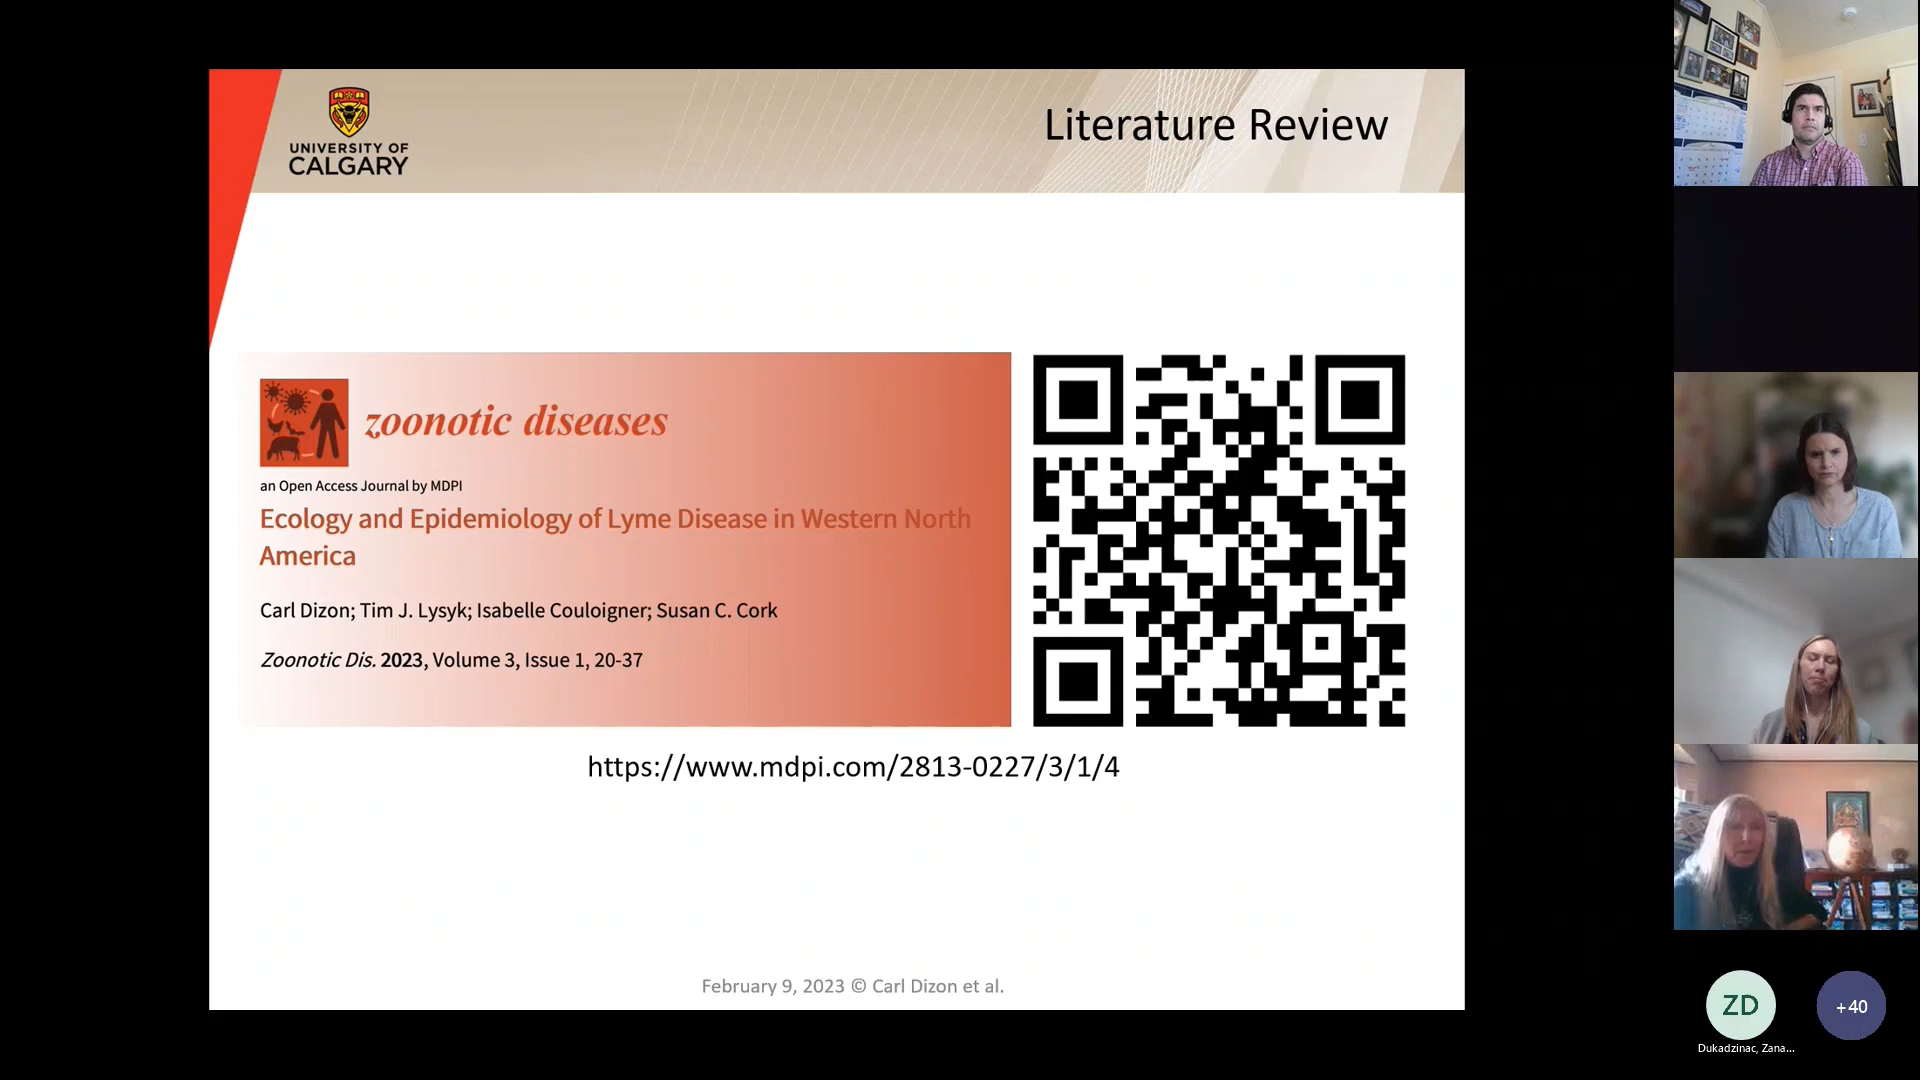 UNIVERSITY OF
CALGARY
Literature Review
zoonotic diseases
an Open Access Journal by MDPI
Ecology and Epidemiology of Lyme Disease in Western North
America
Carl Dizon; Tim J. Lysyk; Isabelle Couloigner; Susan C. Cork
Zoonotic Dis. 2023, Volume 3, Issue 1, 20-37
https://www.mdpi.com/2813-0227/3/1/4
February 9, 2023 © Carl Dizon et al.
ZD
+40
Dukadzinac, Zana...